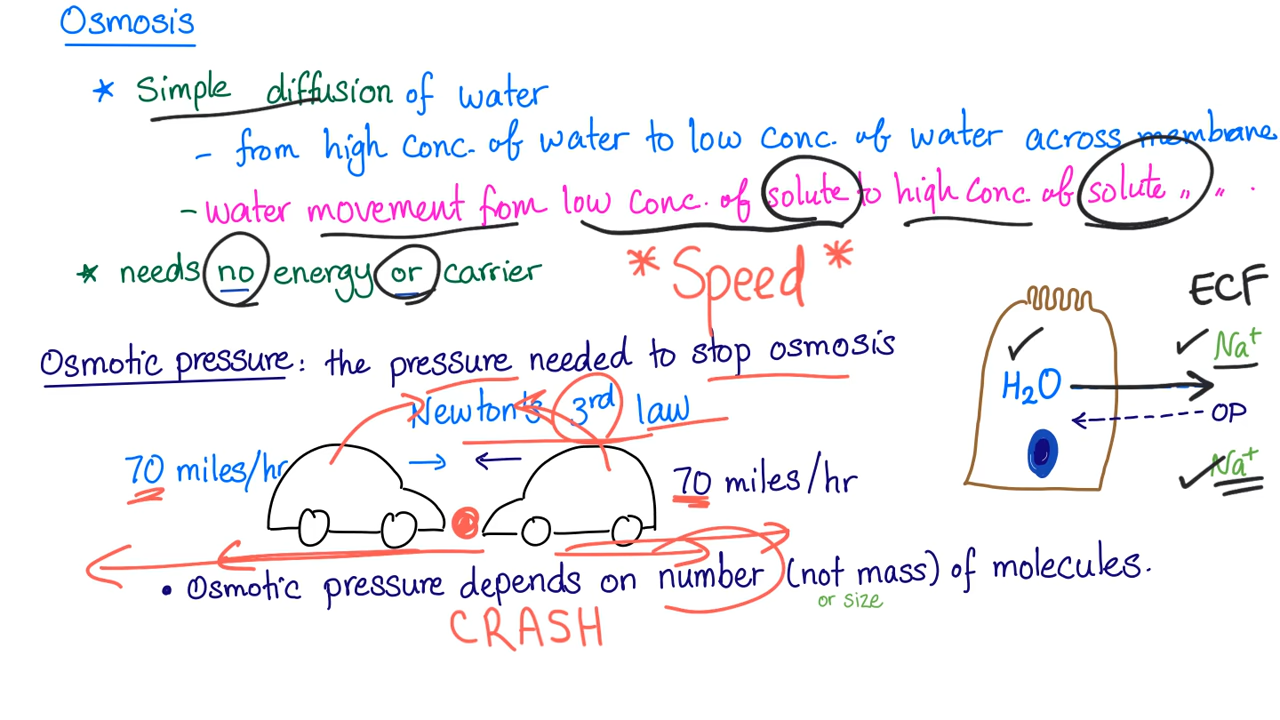 Osmosis
* Simple diffusion of water
- from high conc. of water to low conc. of water across membrane
- water movement from low conc. of solute to high conc. of solute " " .
* needs no energy or carrier
* Speed *
ECF
Na+
H2O
OP
Na+
Osmotic pressure: the pressure needed to stop osmosis
Newton's 3rd law
70 miles/hr
70 miles/hr
• Osmotic pressure depends on number (not mass) of molecules.
or size
CRASH